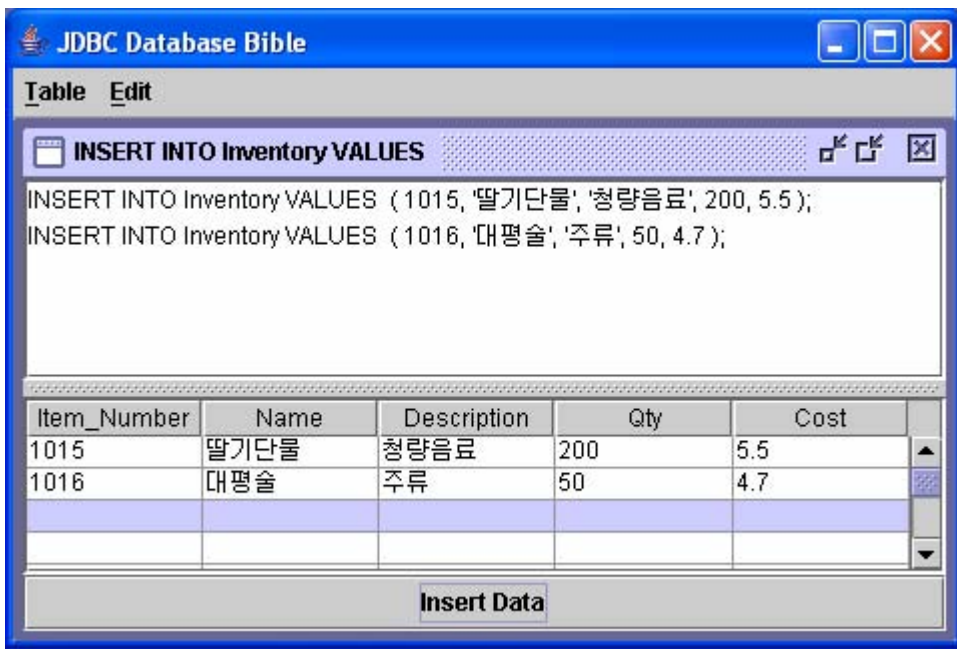 JDBC Database Bible
Table Edit
INSERT INTO Inventory VALUES
INSERT INTO Inventory VALUES ( 1015, '딸기단물', '청량음료', 200, 5.5 );
INSERT INTO Inventory VALUES ( 1016, '대평술', '주류', 50, 4.7 );
Item_Number Name Description Qty Cost
1015 딸기단물 청량음료 200 5.5
1016 대평술 주류 50 4.7
Insert Data